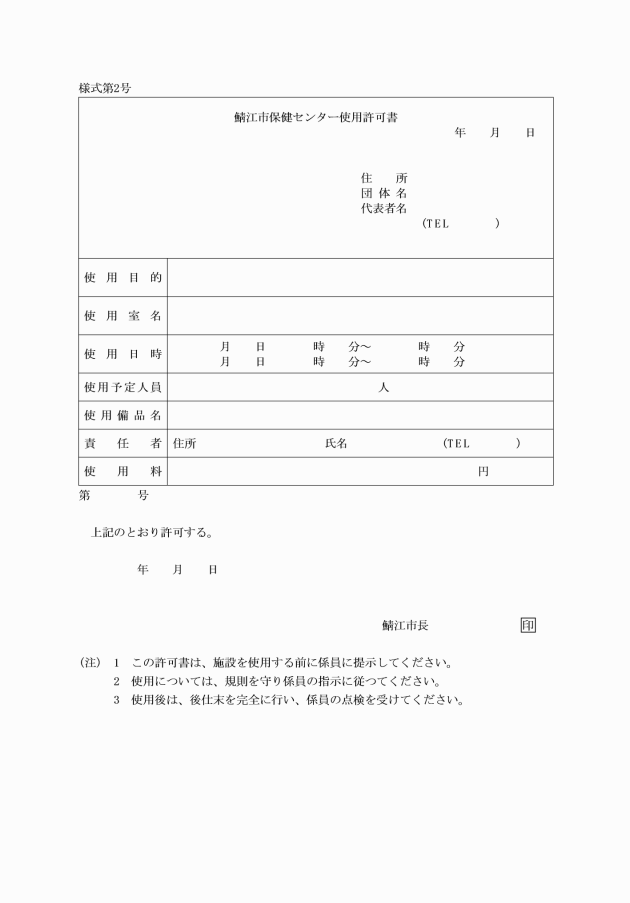 様式第2号
鯖江市保健センター使用許可書
年　　月　　日
住　　所
団 体 名
代表者名
(TEL　　　　)
使 用 目 的
使 用 室 名
使 用 日 時　　　　月　　日　　　　時　　分～　　　　時　　分
月　　日　　　　時　　分～　　　　時　　分
使用予定人員　　　　人
使 用 備 品 名
責　任　者　住所　　　　　　　　氏名　　　　　　　　(TEL　　　　)
使　用　料　　　　円
第　　　　号
上記のとおり許可する。
年　　月　　日
鯖江市長　　　　　　　印
(注)　1　この許可書は、施設を使用する前に係員に提示してください。
2　使用については、規則を守り係員の指示に従つてください。
3　使用後は、後仕末を完全に行い、係員の点検を受けてください。